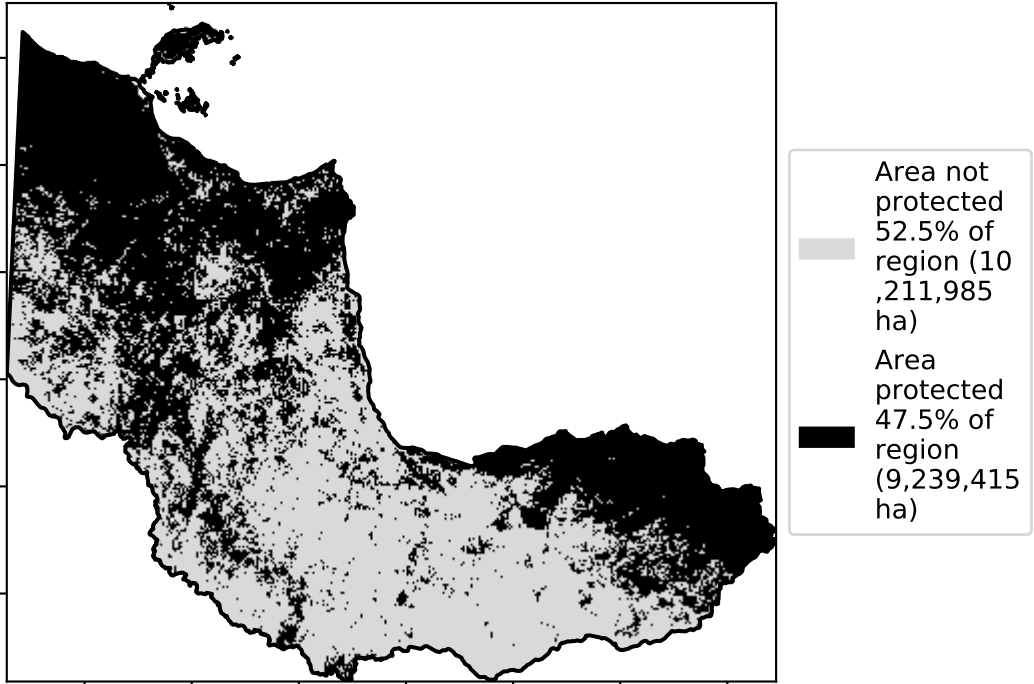 Area not
protected
52.5% of
region (10
,211,985
ha)
Area
protected
47.5% of
region
(9,239,415
ha)